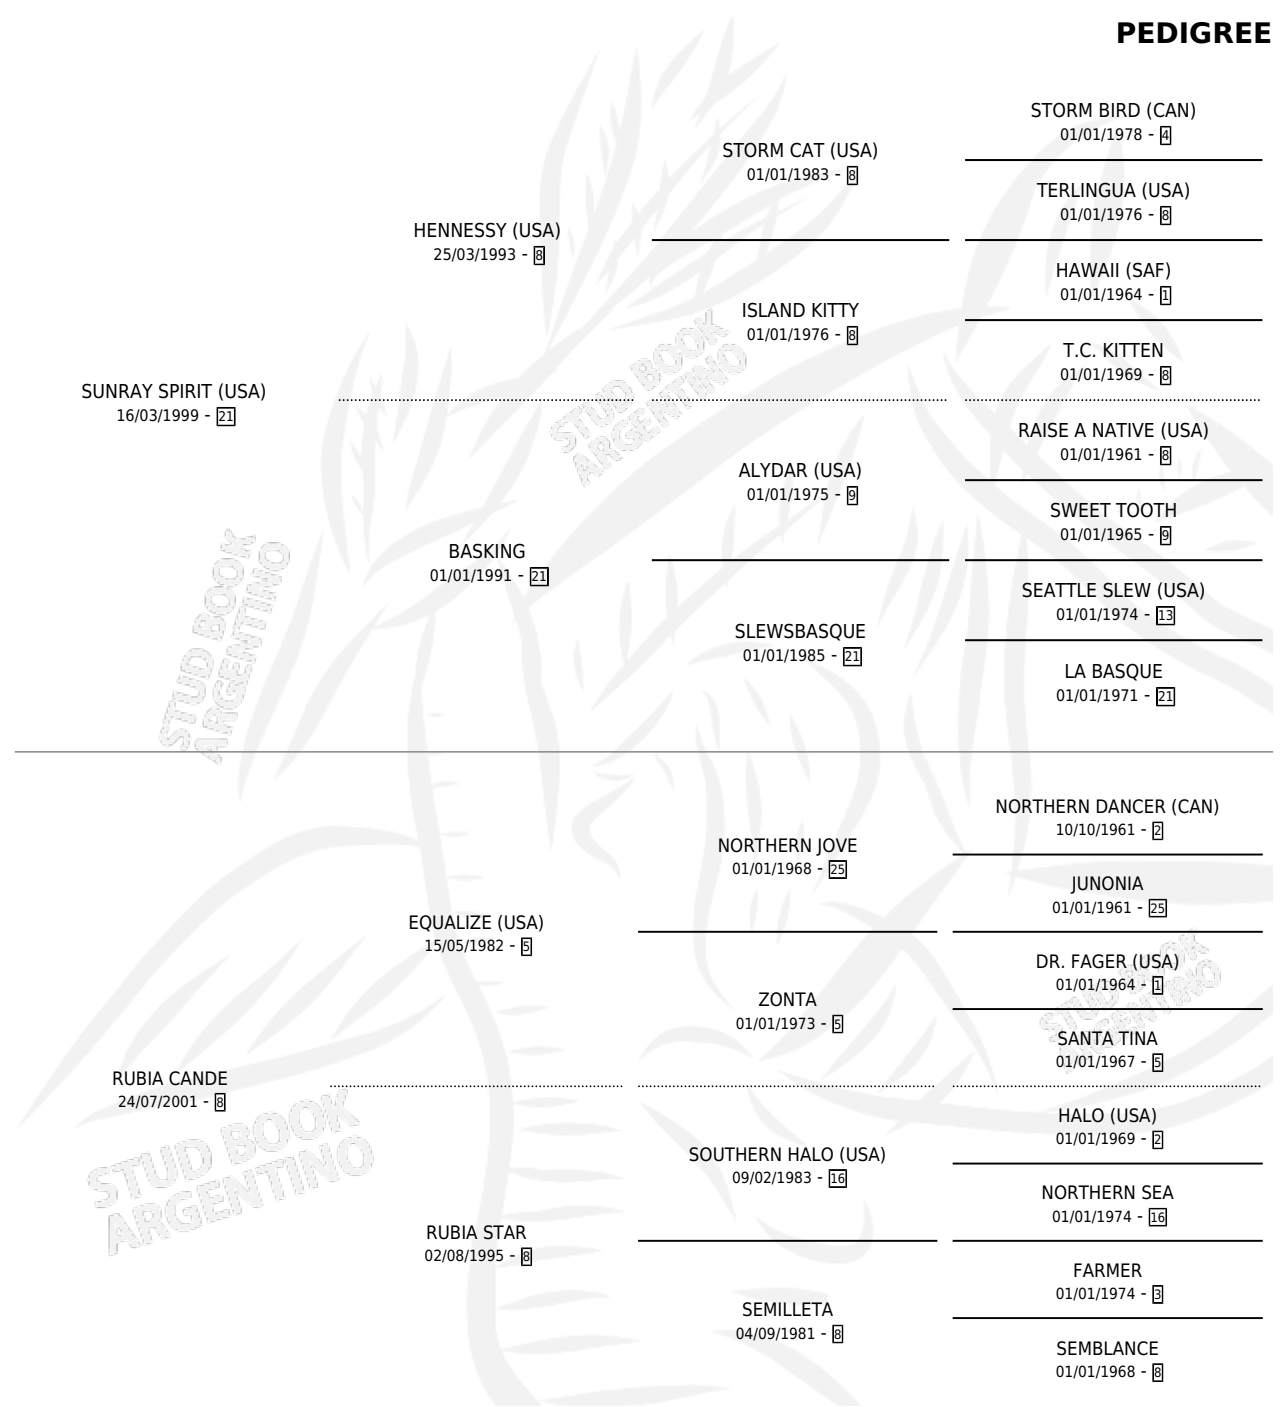 PEDIGREE
STORM BIRD (CAN)
01/01/1978 - 4
STORM CAT (USA)
01/01/1983 - 8
TERLINGUA (USA)
01/01/1976 - 8
HENNESSY (USA)
25/03/1993 - 8
HAWAII (SAF)
01/01/1964 - 1
ISLAND KITTY
01/01/1976 - 8
T.C. KITTEN
01/01/1969 - 8
SUNRAY SPIRIT (USA)
16/03/1999 - 21
RAISE A NATIVE (USA)
01/01/1961 - 8
ALYDAR (USA)
01/01/1975 - 9
SWEET TOOTH
01/01/1965 - 9
BASKING
01/01/1991 - 21
SEATTLE SLEW (USA)
01/01/1974 - 13
SLEWSBASQUE
01/01/1985 - 21
LA BASQUE
01/01/1971 - 21
NORTHERN DANCER (CAN)
10/10/1961 - 2
NORTHERN JOVE
01/01/1968 - 25
JUNONIA
01/01/1961 - 25
EQUALIZE (USA)
15/05/1982 - 5
DR. FAGER (USA)
01/01/1964 - 1
ZONTA
01/01/1973 - 5
SANTA TINA
01/01/1967 - 5
RUBIA CANDE
24/07/2001 - 8
HALO (USA)
01/01/1969 - 2
SOUTHERN HALO (USA)
09/02/1983 - 16
NORTHERN SEA
01/01/1974 - 16
RUBIA STAR
02/08/1995 - 8
FARMER
01/01/1974 - 3
SEMILLETA
04/09/1981 - 8
SEMBLANCE
01/01/1968 - 8
STUD BOOK
ARGENTINO
STUD BOOK
ARGENTINO
STUD BOOK
ARGENTINO
STUD BOOK
ARGENTINO